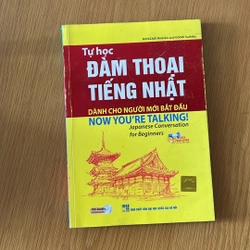 Tự học
ĐÀM THOẠI
TIẾNG NHẬT
DÀNH CHO NGƯỜI MỚI BẮT ĐẦU
NOW YOU'RE TALKING!
Japanese Conversation
for Beginners